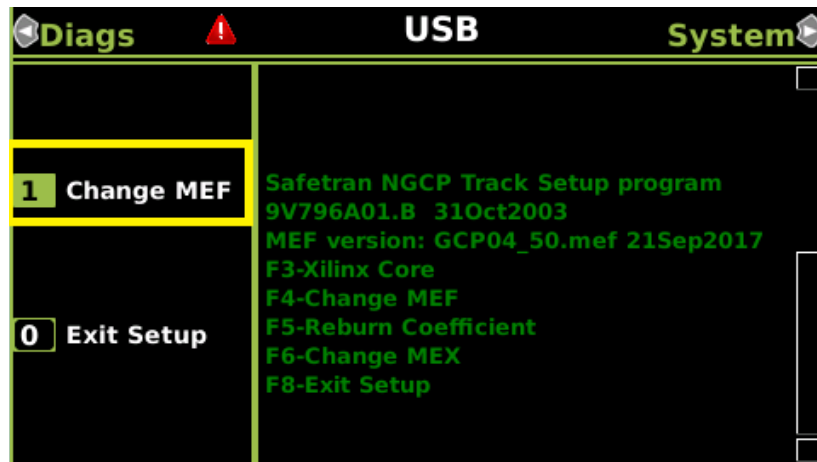 Diags
USB
System
1 Change MEF
0 Exit Setup
Safetran NGCP Track Setup program
9V796A01.B 31Oct2003
MEF version: GCP04_50.mef 21Sep2017
F3-Xilinx Core
F4-Change MEF
F5-Reburn Coefficient
F6-Change MEX
F8-Exit Setup